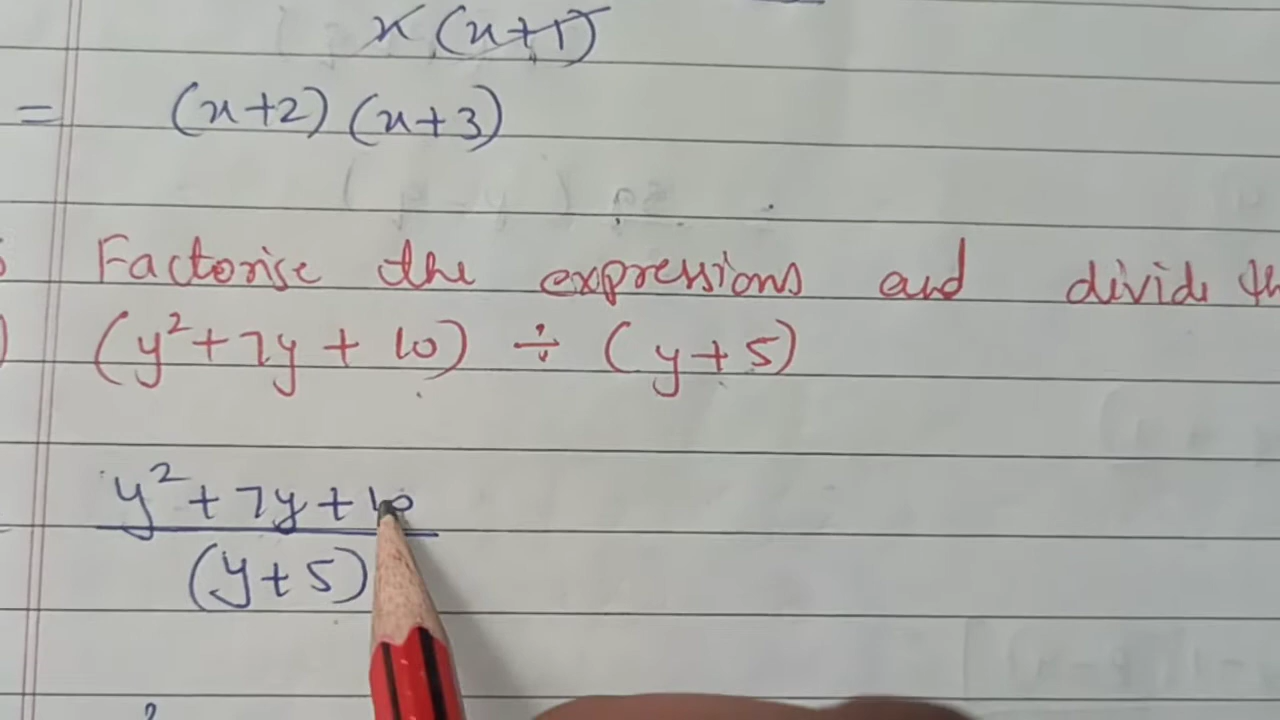 x (x+1)
= (x+2) (x+3)
Factorise the expressions and divide
(y²+7y+10) ÷ (y+5)
y²+7y+10
(y+5)